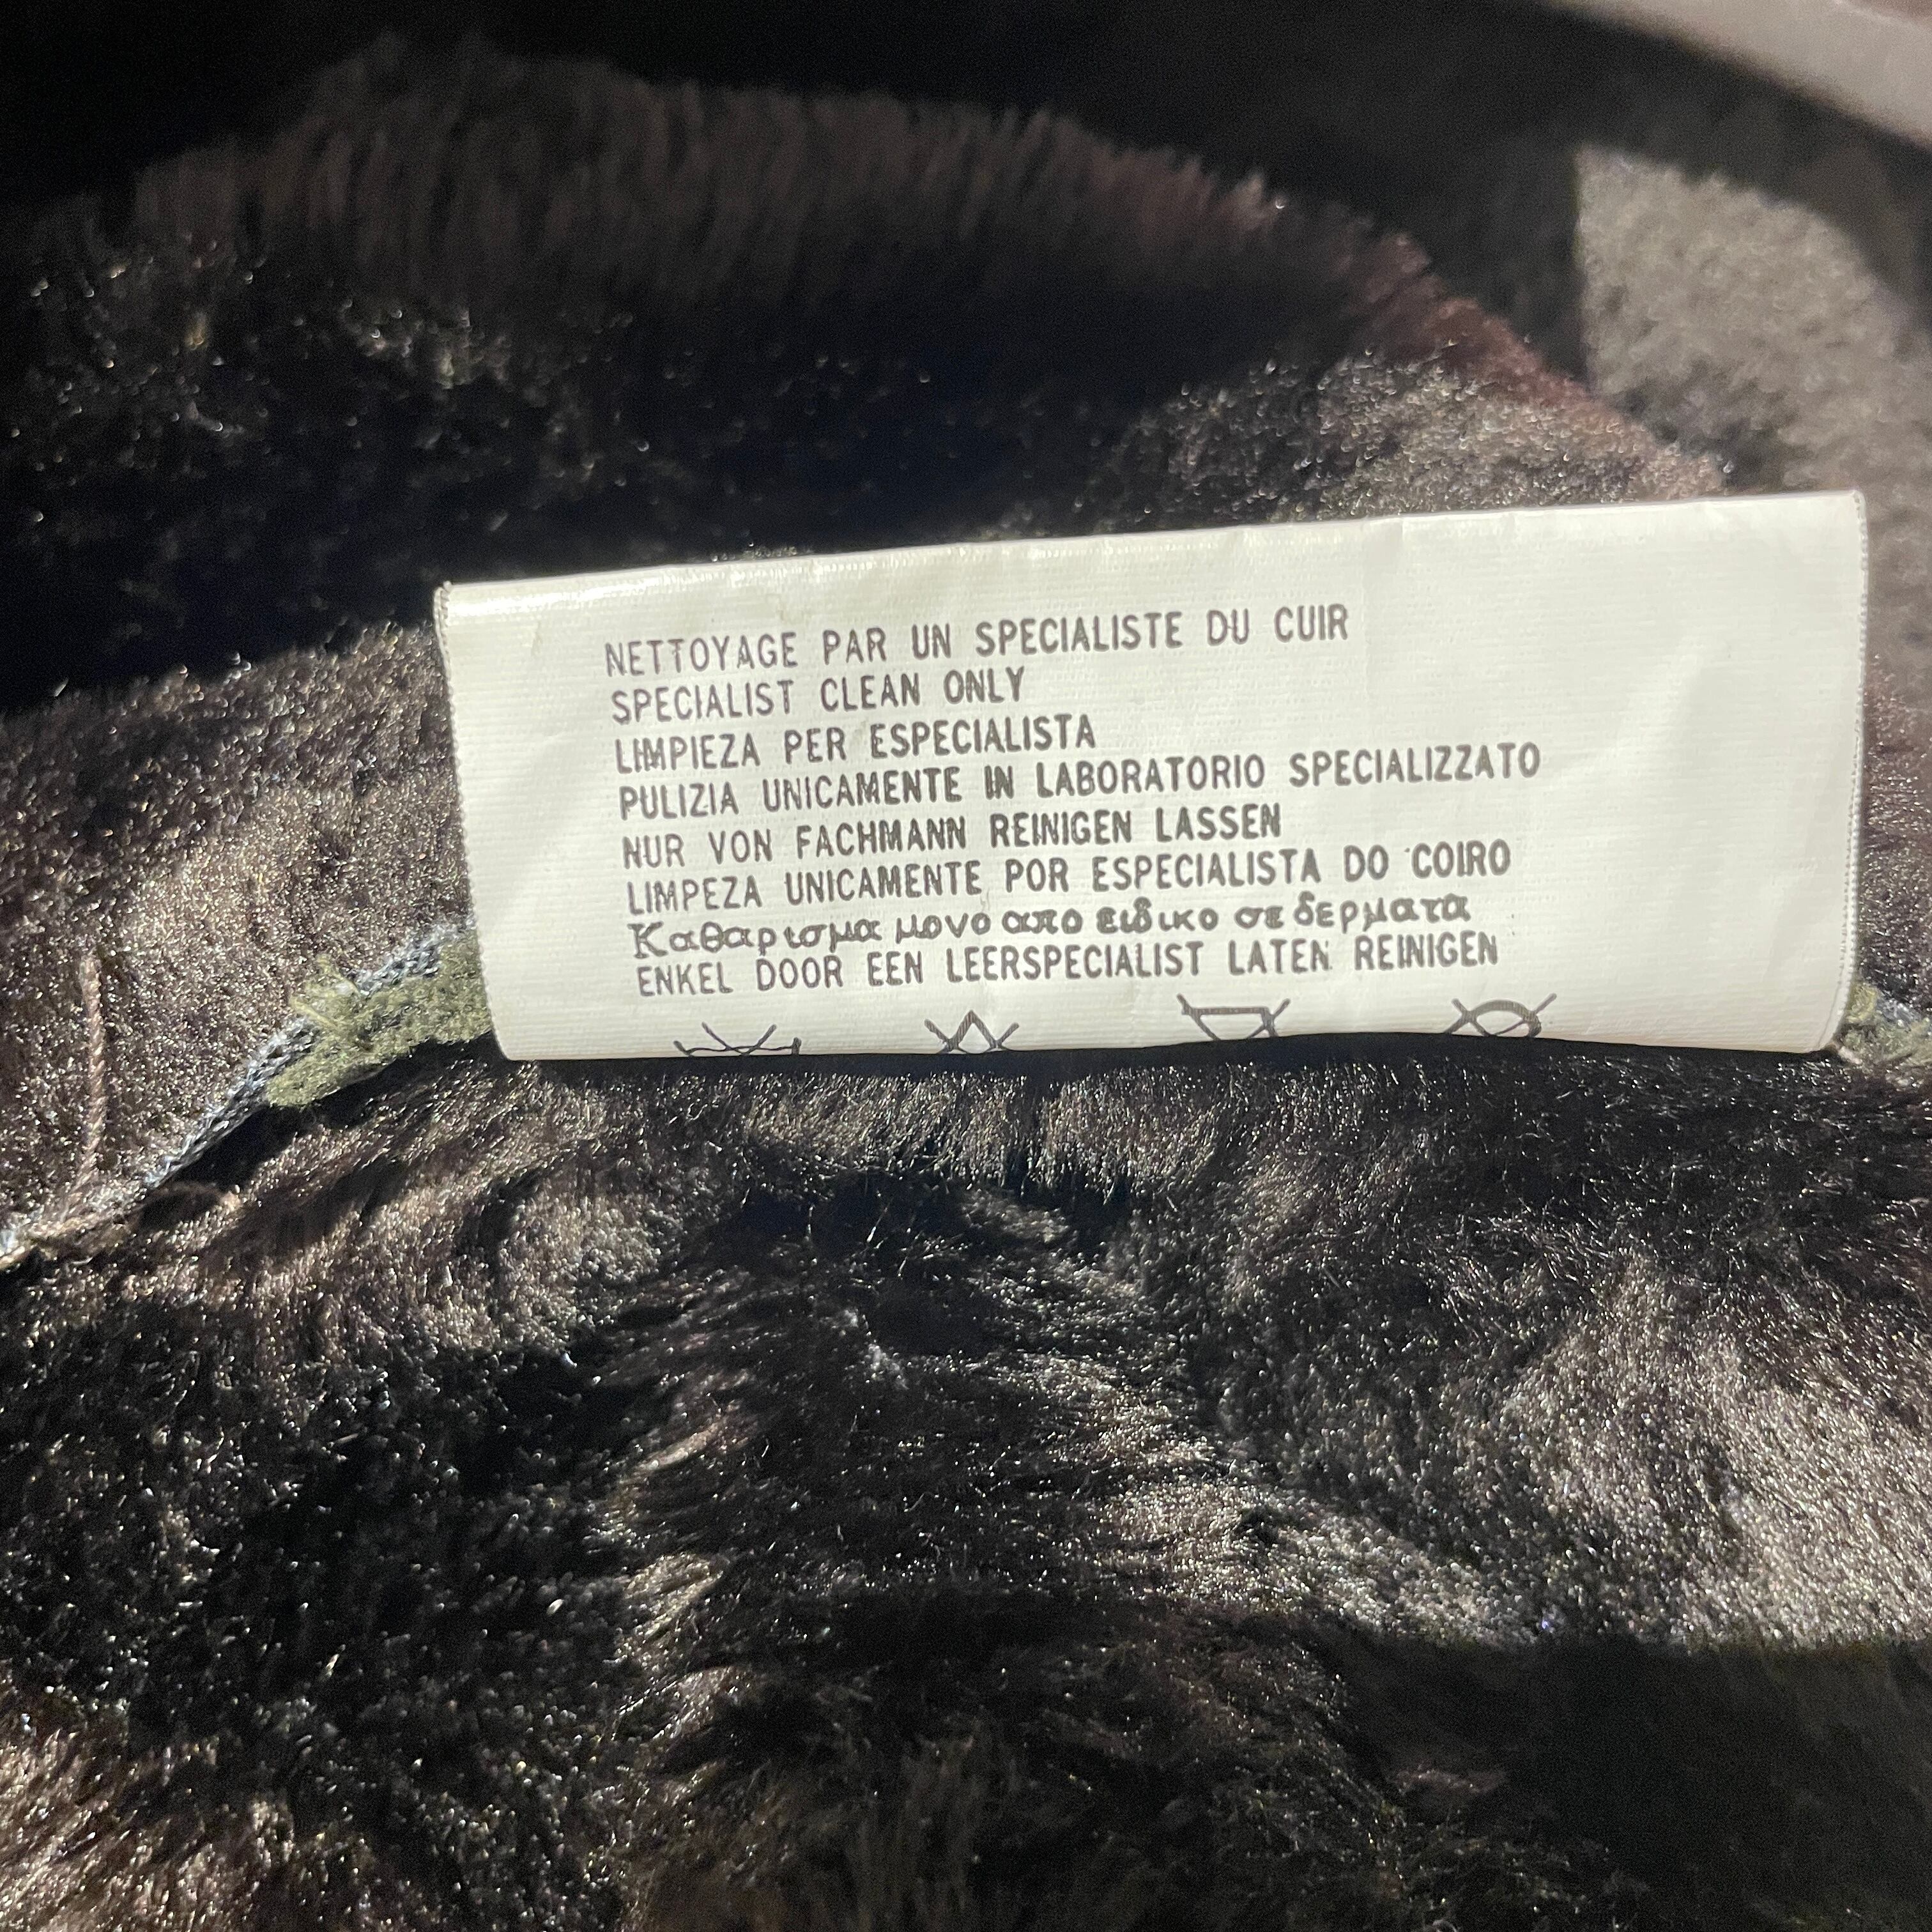 NETTOYAGE PAR UN SPECIALISTE DU CUIR
SPECIALIST CLEAN ONLY
LIMPIEZA PER ESPECIALISTA
PULIZIA UNICAMENTE IN LABORATORIO SPECIALIZZATO
NUR VON FACHMANN REINIGEN LASSEN
LIMPEZA UNICAMENTE POR ESPECIALISTA DO COIRO
Καθαρισμα μονο απο ειδικο σε δερματα
ENKEL DOOR EEN LEERSPECIALIST LATEN REINIGEN